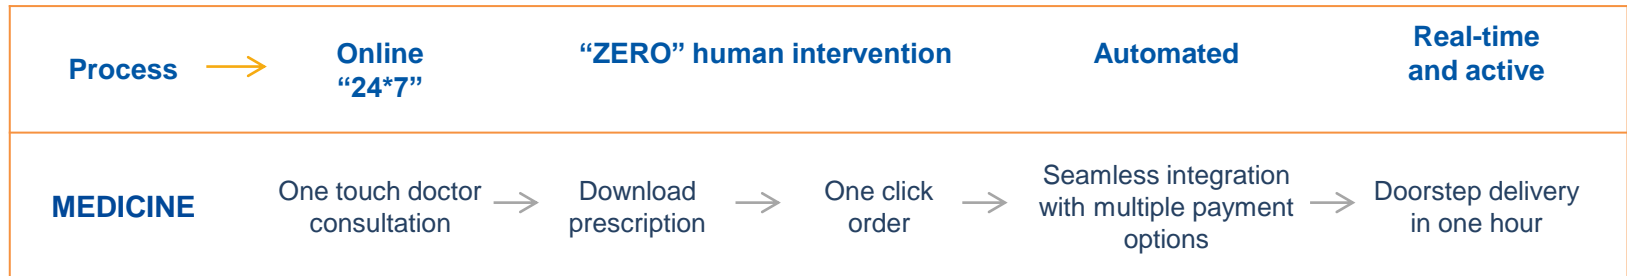 Process
Online
“24*7”
“ZERO” human intervention
Automated
Real-time
and active
MEDICINE
One touch doctor
consultation
Download
prescription
One click
order
Seamless integration
with multiple payment
options
Doorstep delivery
in one hour